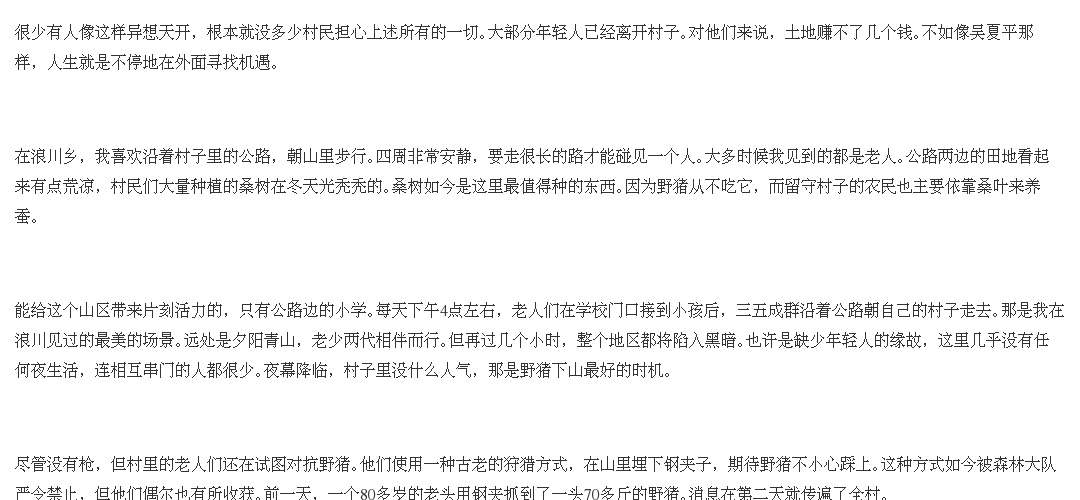 很少有人像这样异想天开，根本就没多少村民担心上述所有的一切。大部分年轻人已经离开村子。对他们来说，土地赚不了几个钱。不如像吴夏平那
样，人生就是不停地在外面寻找机遇。
在浪川乡，我喜欢沿着村子里的公路，朝山里步行。四周非常安静，要走很长的路才能碰见一个人。大多时候我见到的都是老人。公路两边的田地看起
来有点荒凉，村民们大量种植的桑树在冬天光秃秃的。桑树如今是这里最值得种的东西。因为野猪从不吃它，而留守村子的农民也主要依靠桑叶来养
蚕。
能给这个山区带来片刻活力的，只有公路边的小学。每天下午4点左右，老人们在学校门口接到小孩后，三五成群沿着公路朝自己的村子走去。那是我在
浪川见过的最美的场景。远处是夕阳青山，老少两代相伴而行。但再过几个小时，整个地区都将陷入黑暗。也许是缺少年轻人的缘故，这里几乎没有任
何夜生活，连相互串门的人都很少。夜幕降临，村子里没什么人气，那是野猪下山最好的时机。
尽管没有枪，但村里的老人们还在试图对抗野猪。他们使用一种古老的狩猎方式，在山里埋下钢夹子，期待野猪不小心踩上。这种方式如今被森林大队
严令禁止，但他们偶尔也有所收获。前一天，一个80多岁的老头用钢夹抓到了一头70多斤的野猪。消息在第二天就传遍了全村。